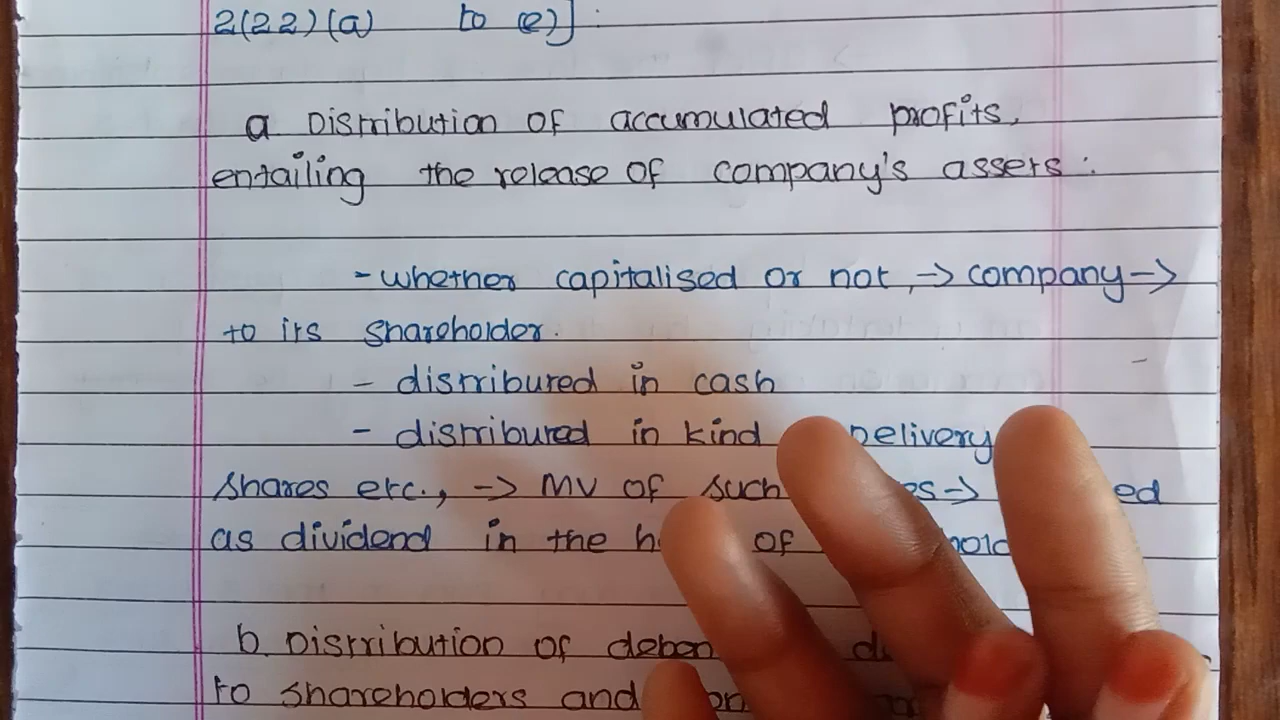 2(22)(a) to (e)] :
a Distribution of accumulated profits,
entailing the release of company's assets :
- whether capitalised or not, -> company ->
to its shareholder.
- distributed in cash
- distributed in kind Delivery
shares etc., -> MV of such ->
as dividend in the of
b. Distribution of
to shareholders and